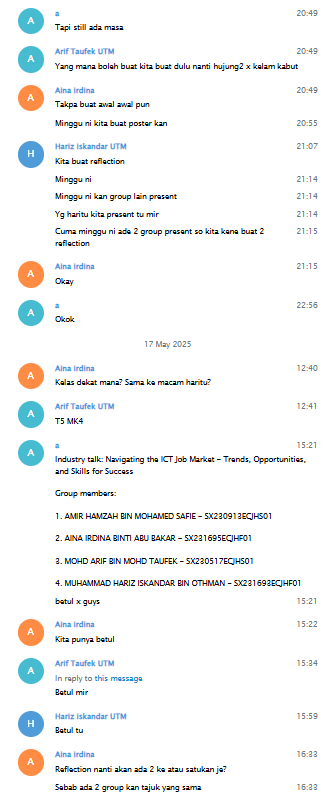 A
a
20:49
Tapi still ada masa
A
Arif Taufek UTM
20:49
Yang mana boleh buat kita buat dulu nanti hujung2 x kelam kabut
A
Aina irdina
20:49
Takpa buat awal awal pun
Minggu ni kita buat poster kan
20:55
H
Hariz Iskandar UTM
21:07
Kita buat reflection
Minggu ni
21:14
Minggu ni kan group lain present
21:14
Yg haritu kita present tu mir
21:14
Cuma minggu ni ade 2 group present so kita kene buat 2
21:15
reflection
A
Aina irdina
21:15
Okay
A
a
22:56
Okok
17 May 2025
A
Aina irdina
12:40
Kelas dekat mana? Sama ke macam haritu?
A
Arif Taufek UTM
12:41
T5 MK4
A
a
15:21
Industry talk: Navigating the ICT Job Market – Trends, Opportunities,
and Skills for Success
Group members:
1. AMIR HAMZAH BIN MOHAMED SAFIE – SX230913ECJHS01
2. AINA IRDINA BINTI ABU BAKAR – SX231695ECJHF01
3. MOHD ARIF BIN MOHD TAUFEK – SX230517ECJHS01
4. MUHAMMAD HARIZ ISKANDAR BIN OTHMAN – SX231693ECJHF01
betul x guys
15:21
A
Aina irdina
15:22
Kita punya betul
A
Arif Taufek UTM
15:34
In reply to this message
Betul mir
H
Hariz Iskandar UTM
15:59
Betul tu
A
Aina irdina
16:33
Reflection nanti akan ada 2 ke atau satukan je?
Sebab ada 2 group kan tajuk yang sama
16:33